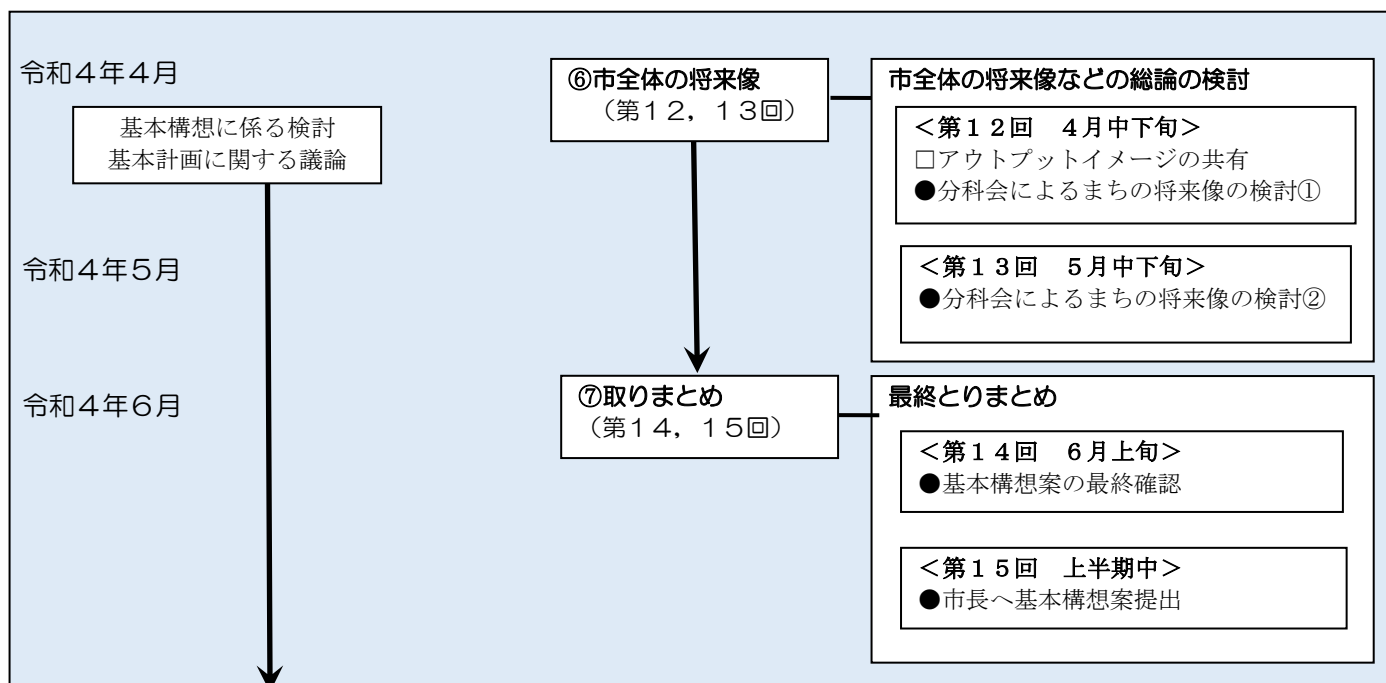 令和４年４月
基本構想に係る検討
基本計画に関する議論
令和４年５月
令和４年６月
⑥市全体の将来像
（第１２，１３回）
市全体の将来像などの総論の検討
＜第１２回　４月中下旬＞
□アウトプットイメージの共有
●分科会によるまちの将来像の検討①
＜第１３回　５月中下旬＞
●分科会によるまちの将来像の検討②
⑦取りまとめ
（第１４，１５回）
最終とりまとめ
＜第１４回　６月上旬＞
●基本構想案の最終確認
＜第１５回　上半期中＞
●市長へ基本構想案提出